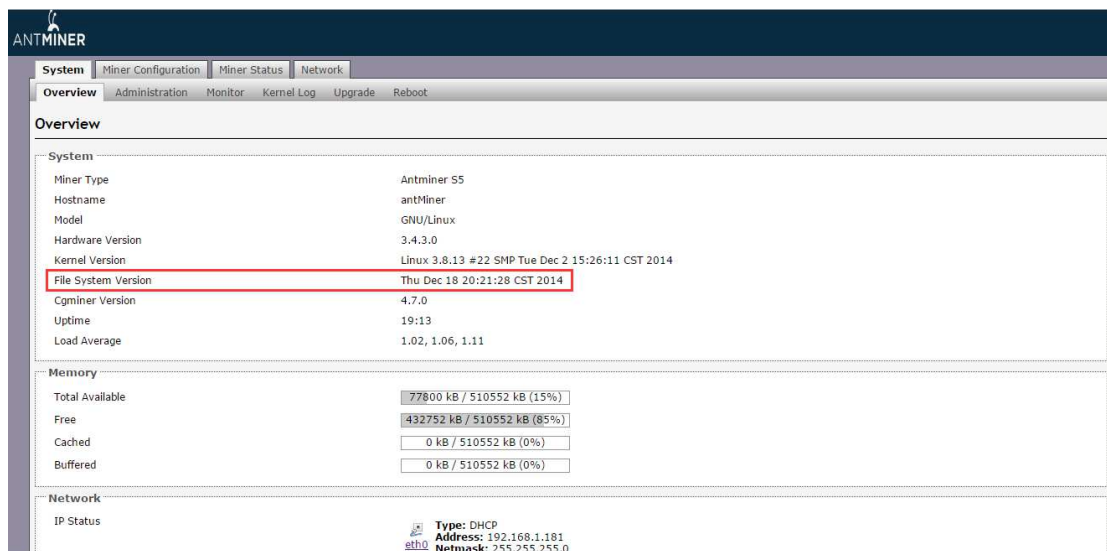 ANTMINER
System Miner Configuration Miner Status Network
Overview Administration Monitor Kernel Log Upgrade Reboot
Overview
System
Miner Type Antminer S5
Hostname antMiner
Model GNU/Linux
Hardware Version 3.4.3.0
Kernel Version Linux 3.8.13 #22 SMP Tue Dec 2 15:26:11 CST 2014
File System Version Thu Dec 18 20:21:28 CST 2014
Cgminer Version 4.7.0
Uptime 19:13
Load Average 1.02, 1.06, 1.11
Memory
Total Available 77800 kB / 510552 kB (15%)
Free 432752 kB / 510552 kB (85%)
Cached 0 kB / 510552 kB (0%)
Buffered 0 kB / 510552 kB (0%)
Network
IP Status Type: DHCP
Address: 192.168.1.181
eth0 Netmask: 255.255.255.0